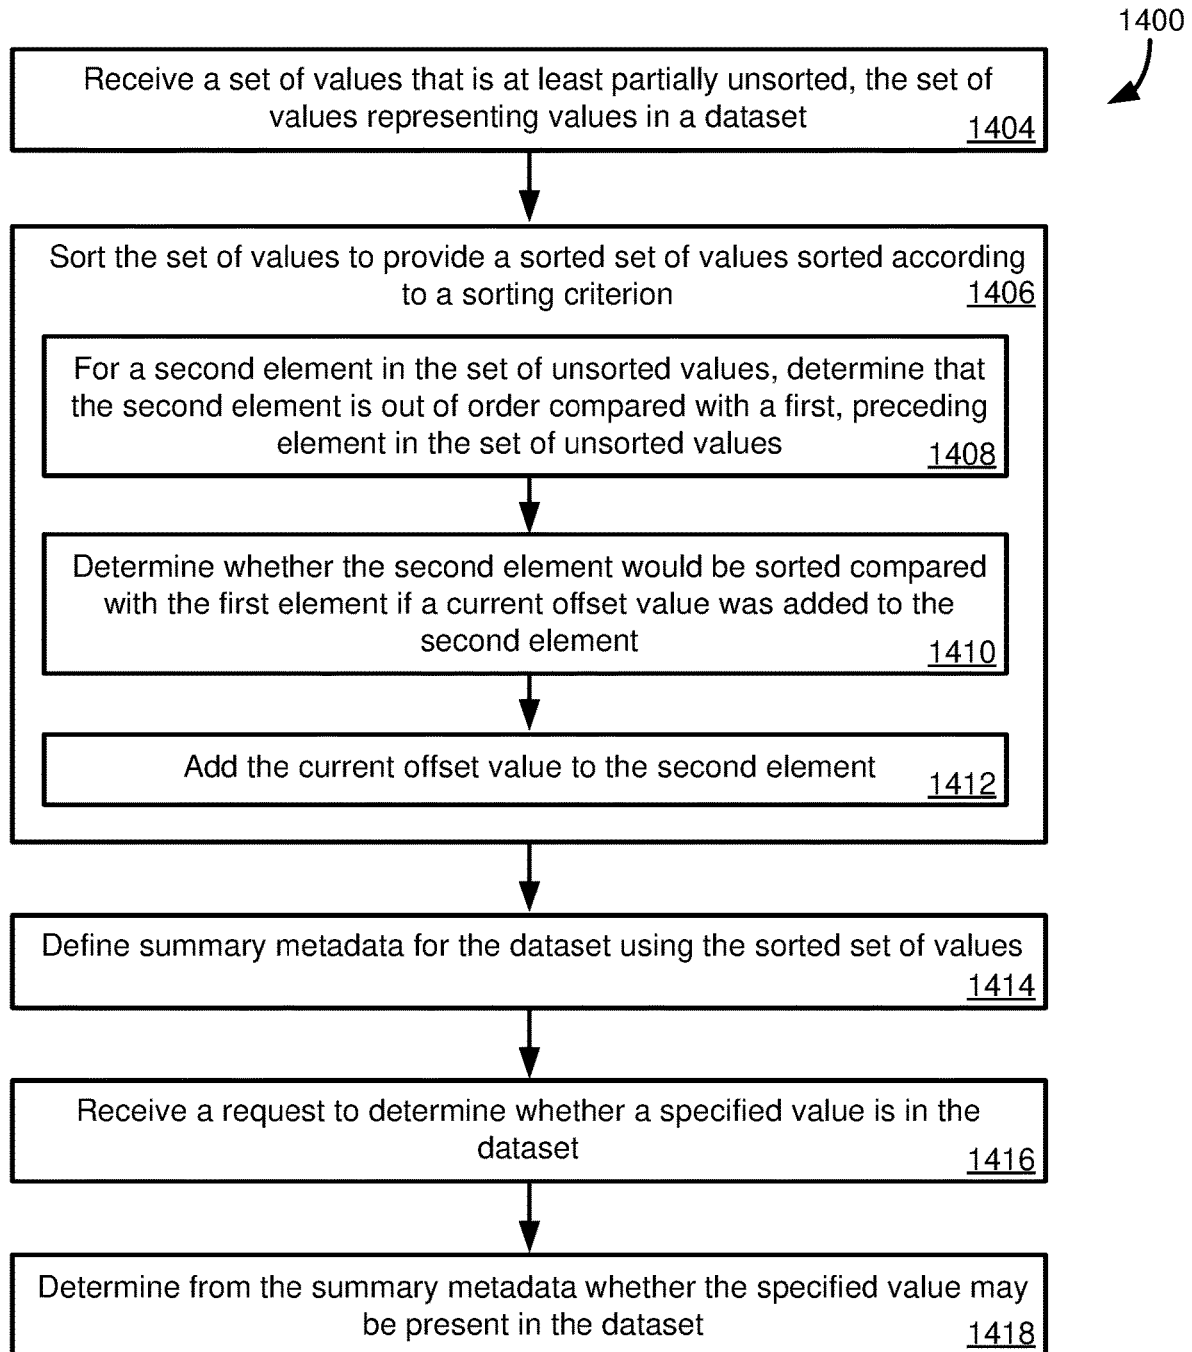 1400
Receive a set of values that is at least partially unsorted, the set of
values representing values in a dataset
1404
Sort the set of values to provide a sorted set of values sorted according
to a sorting criterion
1406
For a second element in the set of unsorted values, determine that
the second element is out of order compared with a first, preceding
element in the set of unsorted values
1408
Determine whether the second element would be sorted compared
with the first element if a current offset value was added to the
second element
1410
Add the current offset value to the second element
1412
Define summary metadata for the dataset using the sorted set of values
1414
Receive a request to determine whether a specified value is in the
dataset
1416
Determine from the summary metadata whether the specified value may
be present in the dataset
1418